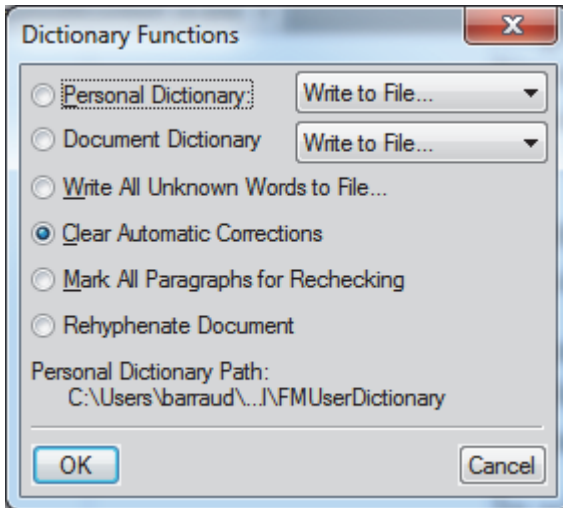 Dictionary Functions
Personal Dictionary: Write to File...
Document Dictionary Write to File...
Write All Unknown Words to File...
Clear Automatic Corrections
Mark All Paragraphs for Rechecking
Rehyphenate Document
Personal Dictionary Path:
C:\Users\barraud\...I\FMUserDictionary
OK Cancel